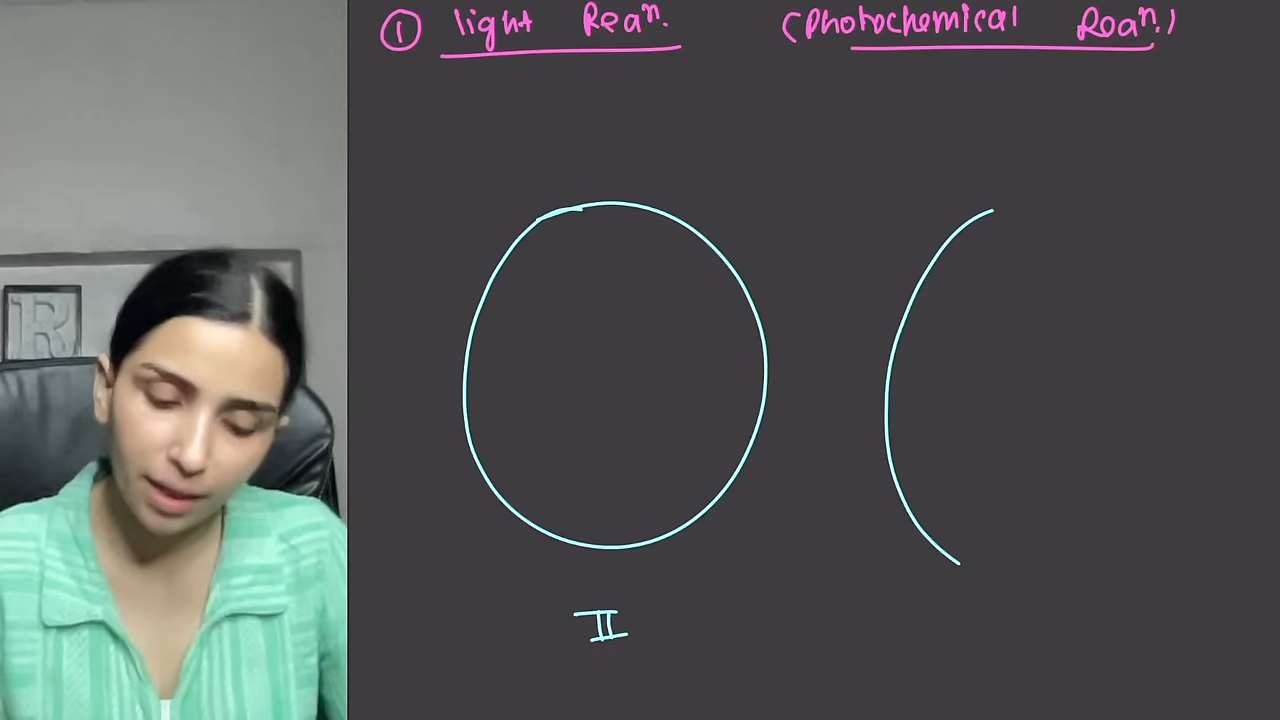 ① light Reaⁿ. (Photochemical Reaⁿ.)
R
II